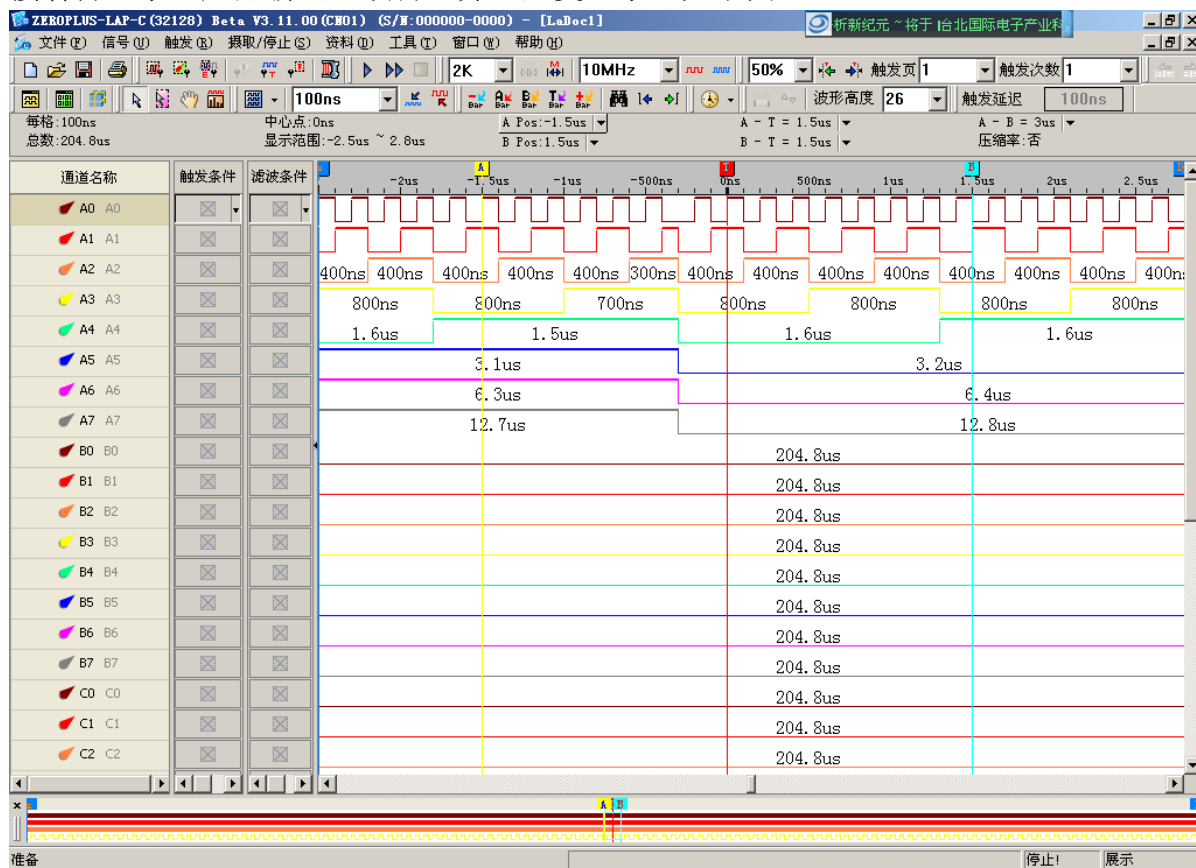 ZEROPLUS-LAP-C(32128) Beta V3.11.00(CN01) (S/N:000000-0000) - [LaDoc1]
析新纪元~将于 台北国际电子产业科
文件(F) 信号(U) 触发(R) 摄取/停止(S) 资料(D) 工具(T) 窗口(W) 帮助(H)
2K 10MHz 50% 触发页 1 触发次数 1
100ns Bar Bar Bar Bar Bar 波形高度 26 触发延迟 100ns
每格:100ns 中心点:0ns A Pos:-1.5us A - T = 1.5us A - B = 3us
总数:204.8us 显示范围:-2.5us ~ 2.8us B Pos:1.5us B - T = 1.5us 压缩率:否
A T B
通道名称 触发条件 滤波条件 -2us -1.5us -1us -500ns 0ns 500ns 1us 1.5us 2us 2.5us
A0 A0
A1 A1
A2 A2 400ns 400ns 400ns 400ns 400ns 300ns 400ns 400ns 400ns 400ns 400ns 400ns 400ns 400n
A3 A3 800ns 800ns 700ns 800ns 800ns 800ns 800ns
A4 A4 1.6us 1.5us 1.6us 1.6us
A5 A5 3.1us 3.2us
A6 A6 6.3us 6.4us
A7 A7 12.7us 12.8us
B0 B0 204.8us
B1 B1 204.8us
B2 B2 204.8us
B3 B3 204.8us
B4 B4 204.8us
B5 B5 204.8us
B6 B6 204.8us
B7 B7 204.8us
C0 C0 204.8us
C1 C1 204.8us
C2 C2 204.8us
A B
准备 停止! 展示